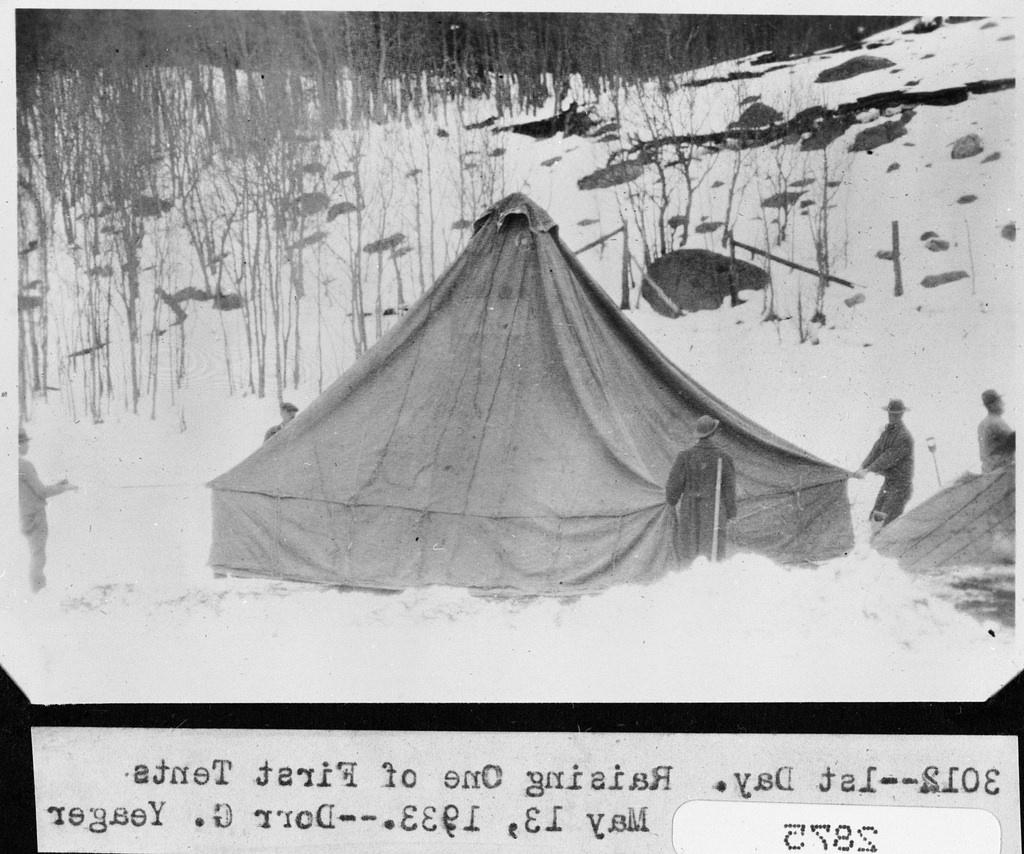 3012--1st Day. Raising One of First Tents
May 13, 1933.--Dorr G. Yeager
2875